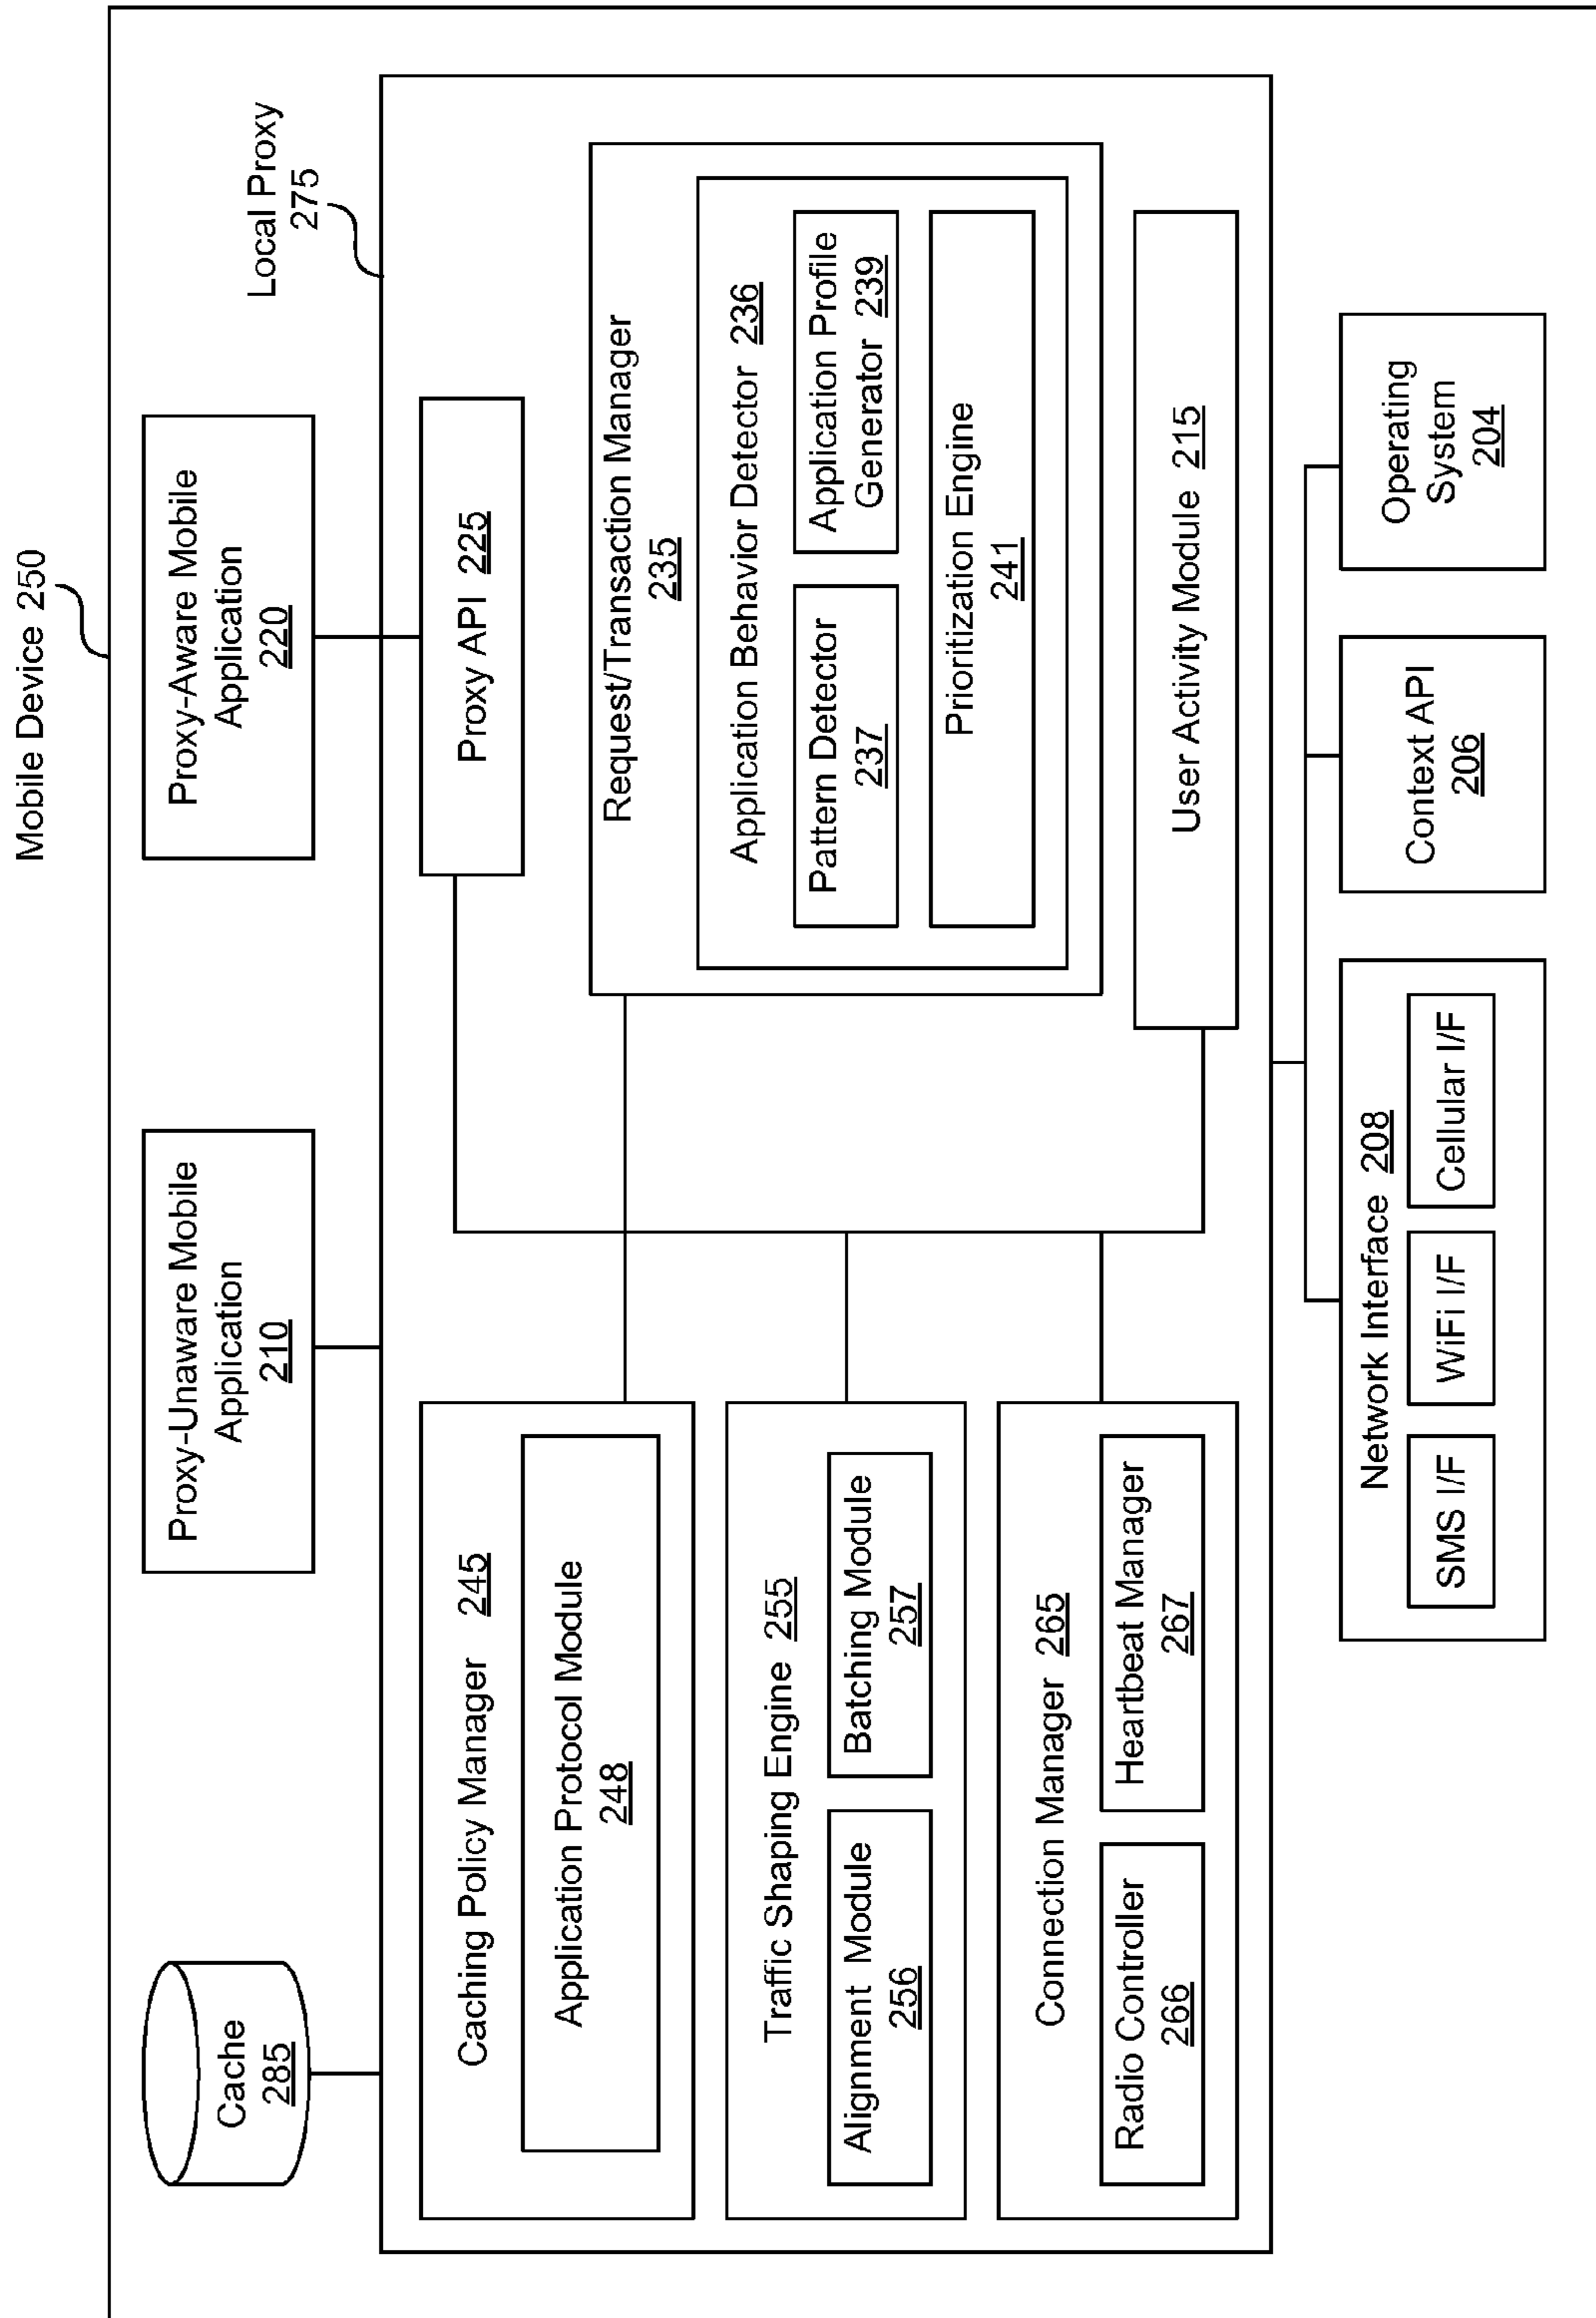 Mobile Device 250
Local Proxy
275
Cache
285
Proxy-Unaware Mobile
Application
210
Proxy-Aware Mobile
Application
220
Caching Policy Manager 245
Application Protocol Module
248
Traffic Shaping Engine 255
Alignment Module
256
Batching Module
257
Connection Manager 265
Radio Controller
266
Heartbeat Manager
267
Proxy API 225
Request/Transaction Manager
235
Application Behavior Detector 236
Pattern Detector
237
Application Profile
Generator 239
Prioritization Engine
241
User Activity Module 215
Network Interface 208
SMS I/F
WiFi I/F
Cellular I/F
Context API
206
Operating
System
204